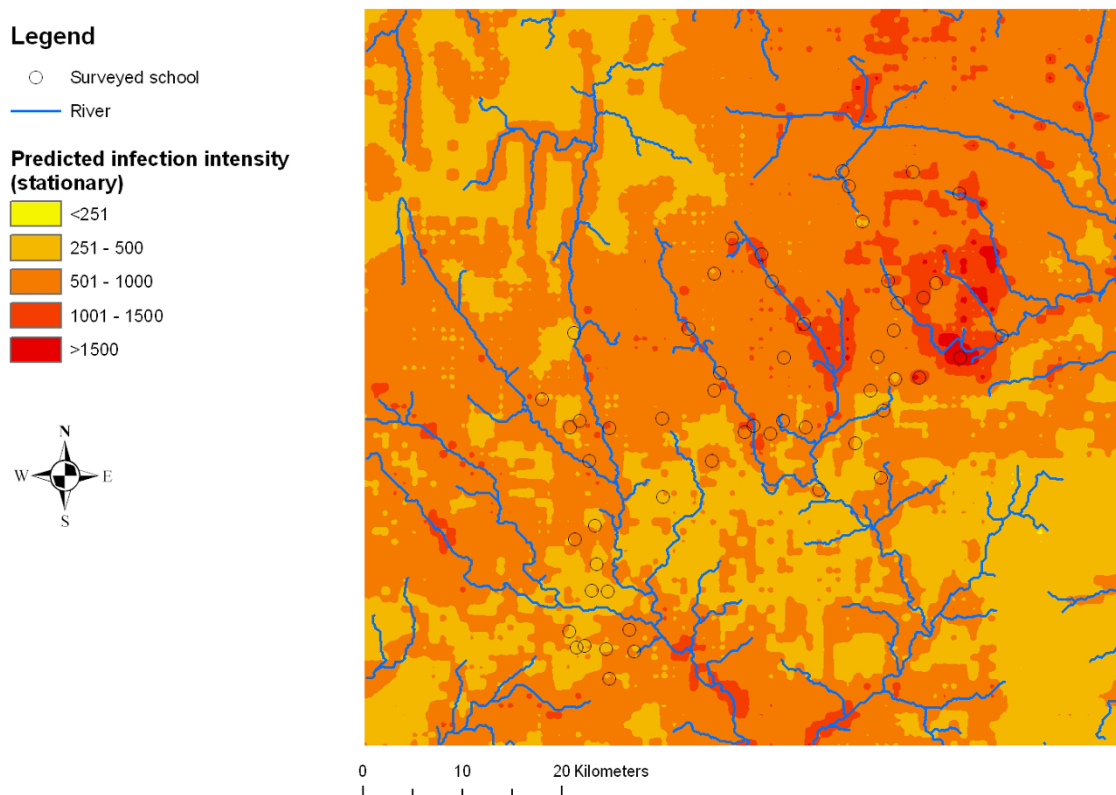 Legend
Surveyed school
River
Predicted infection intensity
(stationary)
<251
251 - 500
501 - 1000
1001 - 1500
>1500
N
W E
S
0 10 20 Kilometers